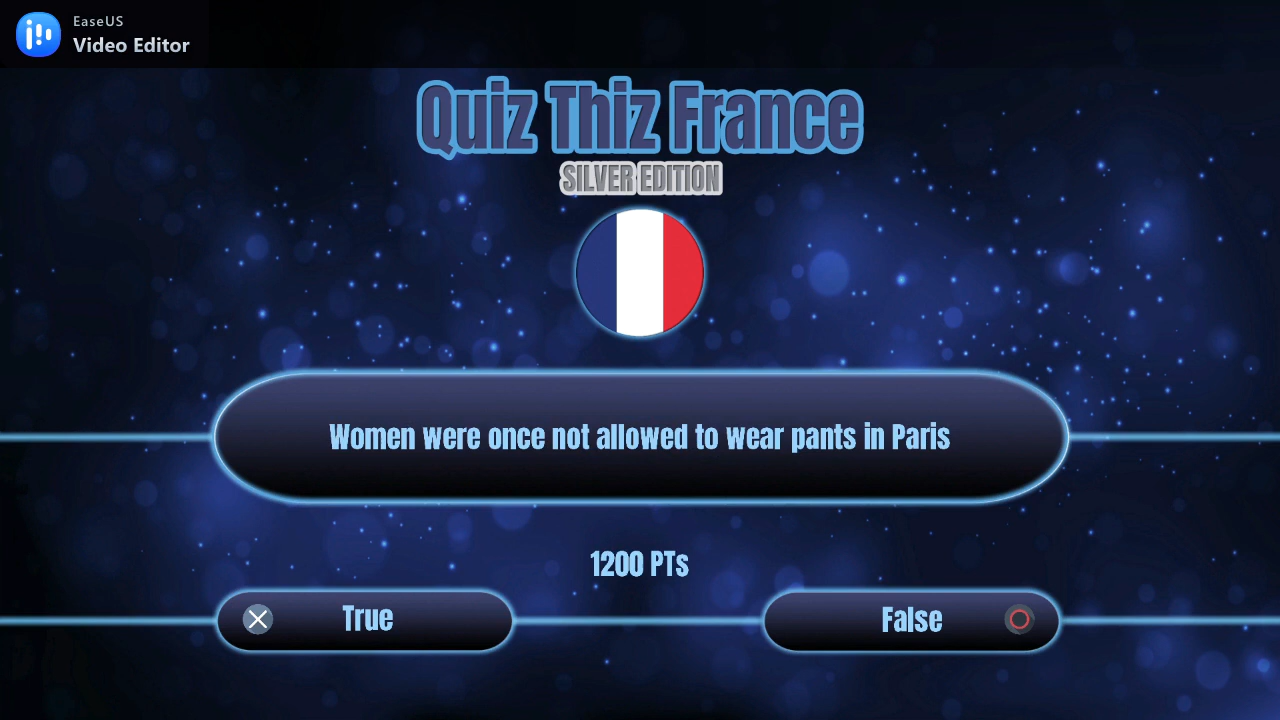 EaseUS
Video Editor
Quiz Thiz France
SILVER EDITION
Women were once not allowed to wear pants in Paris
1200 PTs
True
False